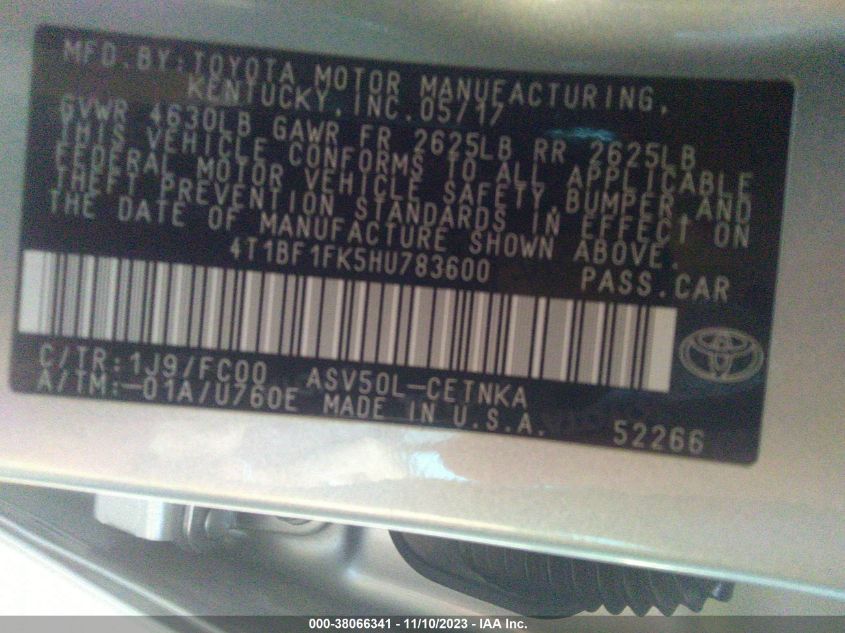 MFD. BY: TOYOTA MOTOR MANUFACTURING,
KENTUCKY, INC. 05/17
GVWR 4630LB GAWR FR 2625LB RR 2625LB
THIS VEHICLE CONFORMS TO ALL APPLICABLE
FEDERAL MOTOR VEHICLE SAFETY, BUMPER AND
THEFT PREVENTION STANDARDS IN EFFECT ON
THE DATE OF MANUFACTURE SHOWN ABOVE.
4T1BF1FK5HU783600 PASS.CAR
C/TR: 1J9/FC00 ASV50L-CETNKA
A/TM: -01A/U760E MADE IN U.S.A. 52266
000-38066341 - 11/10/2023 - IAA Inc.